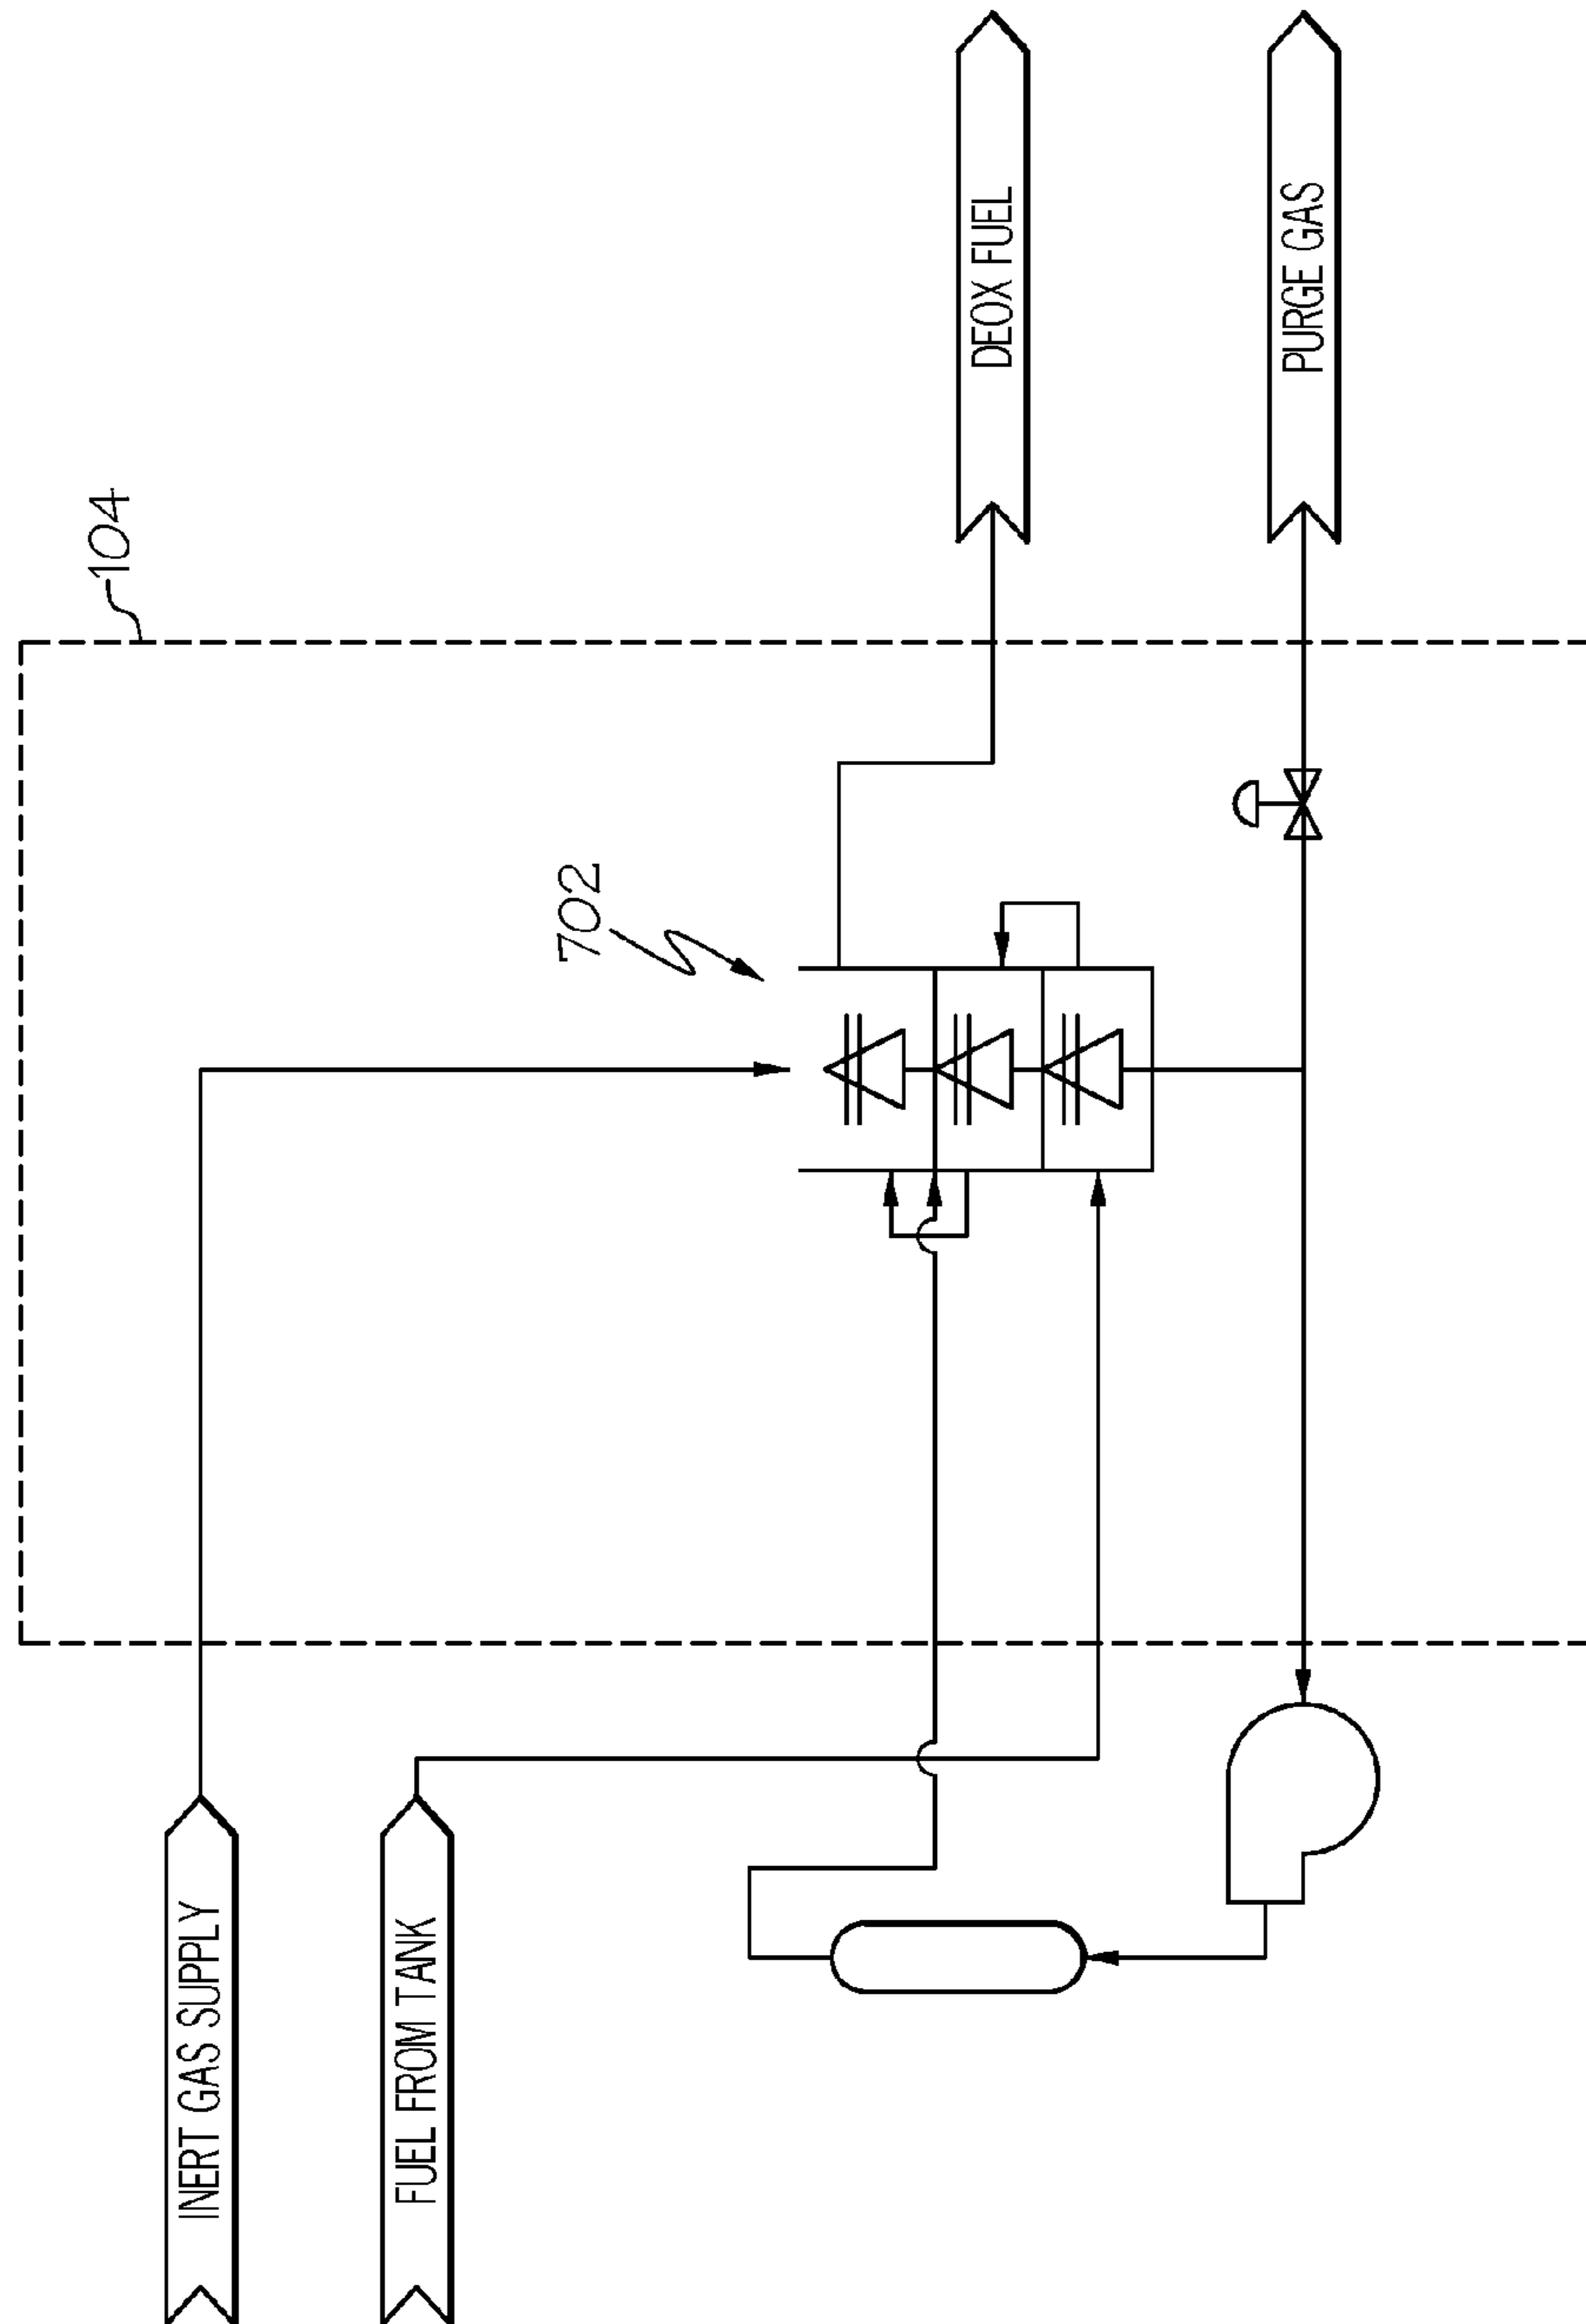 INERT GAS SUPPLY
FUEL FROM TANK
104
702
DEOX FUEL
PURGE GAS